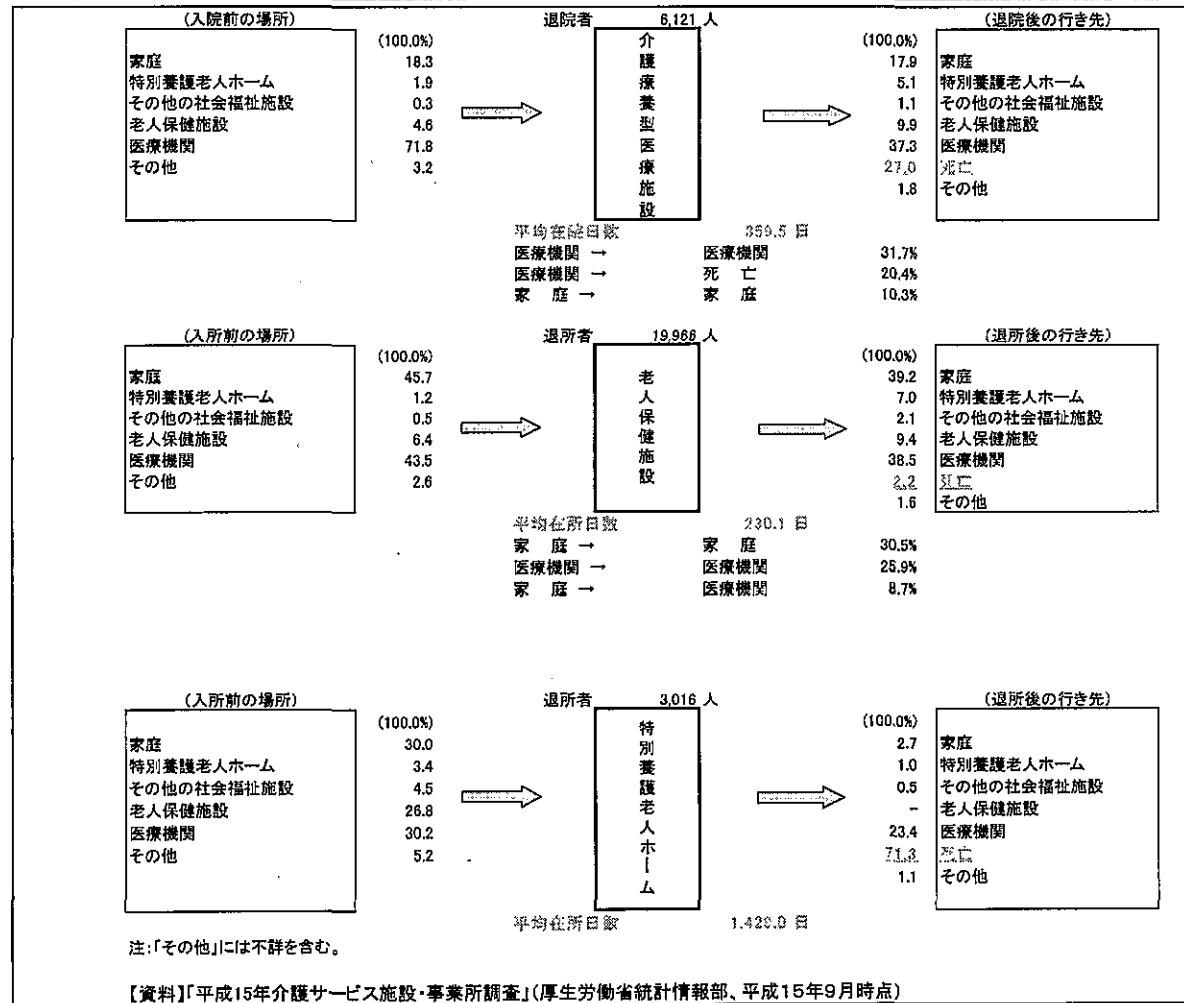 (入院前の場所) 退院者 6,121 人 (退院後の行き先)
(100.0%) 介護療養型医療施設 (100.0%)
家庭 18.3 17.9 家庭
特別養護老人ホーム 1.9 5.1 特別養護老人ホーム
その他の社会福祉施設 0.3 1.1 その他の社会福祉施設
老人保健施設 4.6 9.9 老人保健施設
医療機関 71.8 37.3 医療機関
その他 3.2 27.0 死亡
1.8 その他
平均在院日数 359.5 日
医療機関 → 医療機関 31.7%
医療機関 → 死 亡 20.4%
家 庭 → 家 庭 10.3%
(入所前の場所) 退所者 19,966 人 (退所後の行き先)
(100.0%) 老人保健施設 (100.0%)
家庭 45.7 39.2 家庭
特別養護老人ホーム 1.2 7.0 特別養護老人ホーム
その他の社会福祉施設 0.5 2.1 その他の社会福祉施設
老人保健施設 6.4 9.4 老人保健施設
医療機関 43.5 38.5 医療機関
その他 2.6 2.2 死亡
1.6 その他
平均在所日数 230.1 日
家 庭 → 家 庭 30.5%
医療機関 → 医療機関 25.9%
家 庭 → 医療機関 8.7%
(入所前の場所) 退所者 3,016 人 (退所後の行き先)
(100.0%) 特別養護老人ホーム (100.0%)
家庭 30.0 2.7 家庭
特別養護老人ホーム 3.4 1.0 特別養護老人ホーム
その他の社会福祉施設 4.5 0.5 その他の社会福祉施設
老人保健施設 26.8 - 老人保健施設
医療機関 30.2 23.4 医療機関
その他 5.2 71.3 死亡
1.1 その他
平均在所日数 1,429.0 日
注:「その他」には不詳を含む。
【資料】「平成15年介護サービス施設・事業所調査」(厚生労働省統計情報部、平成15年9月時点)